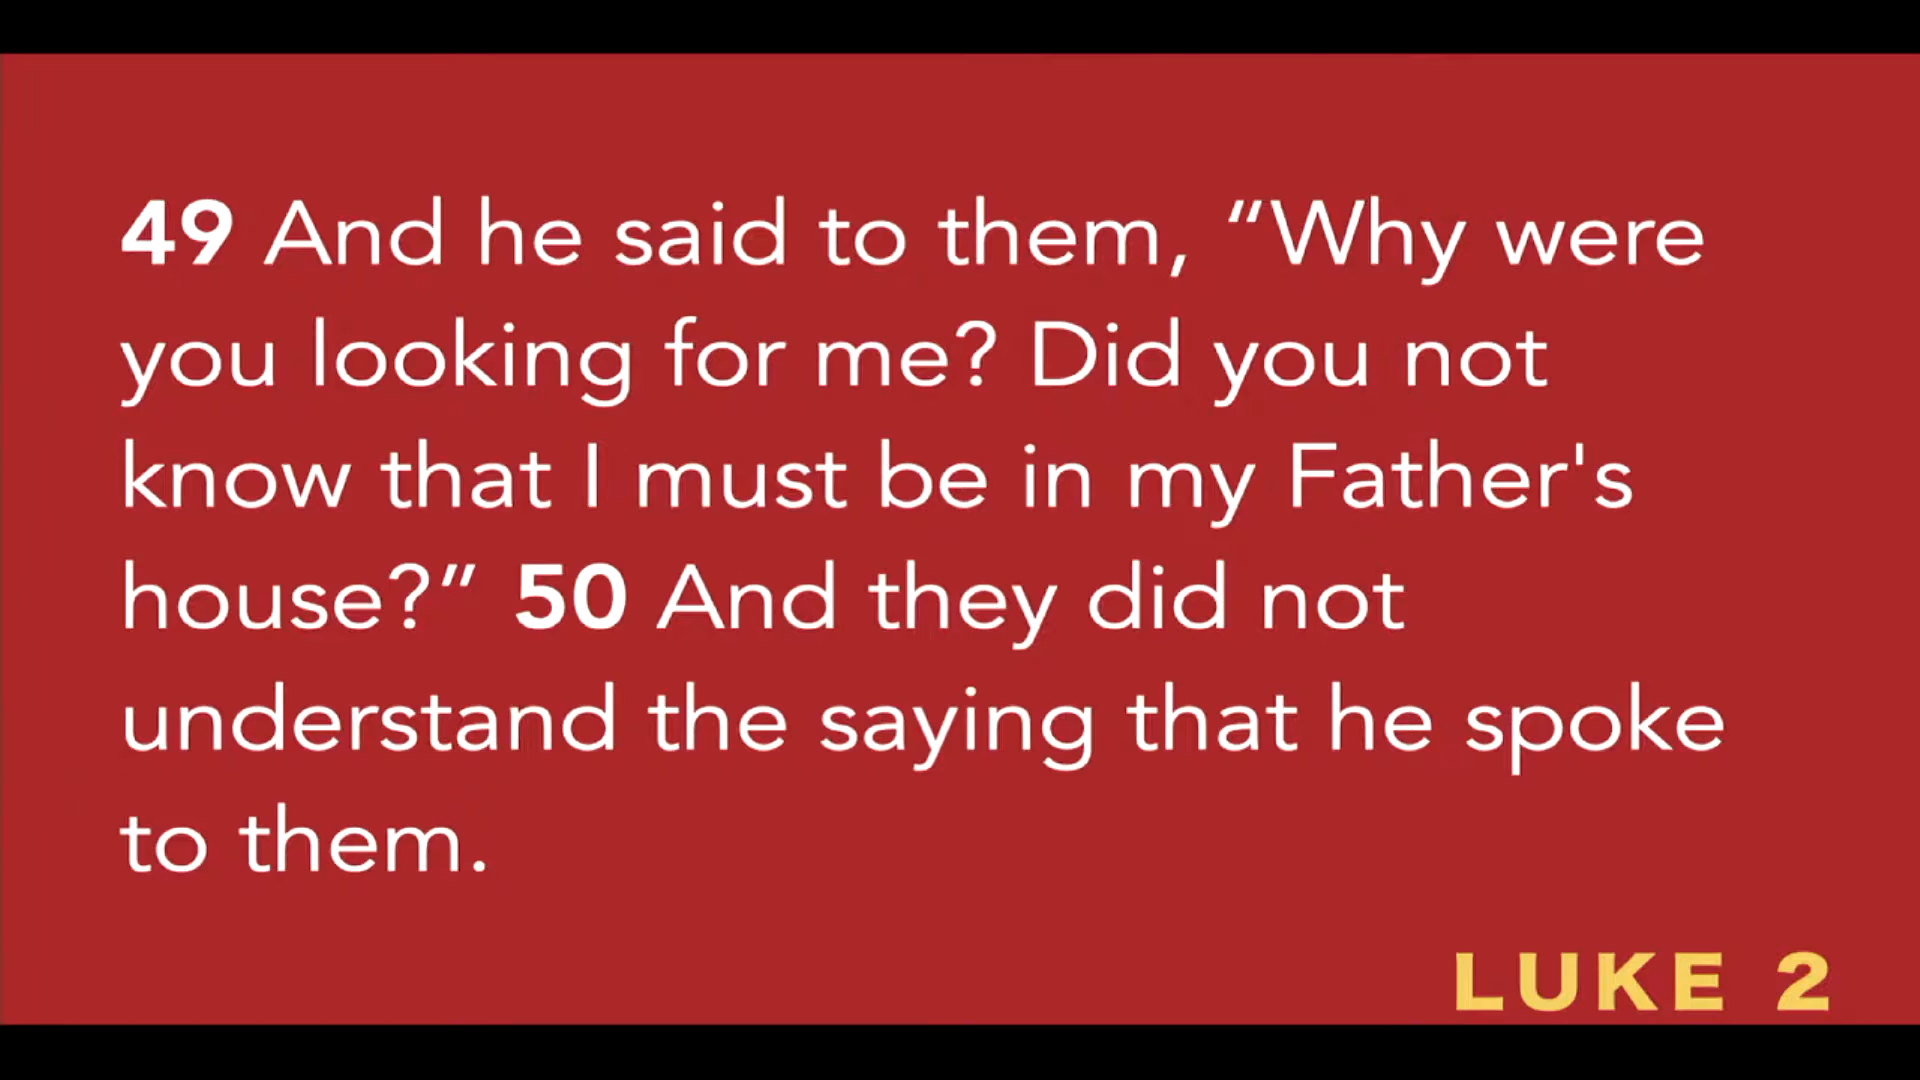 49 And he said to them, “Why were
you looking for me? Did you not
know that I must be in my Father's
house?” 50 And they did not
understand the saying that he spoke
to them.
LUKE 2